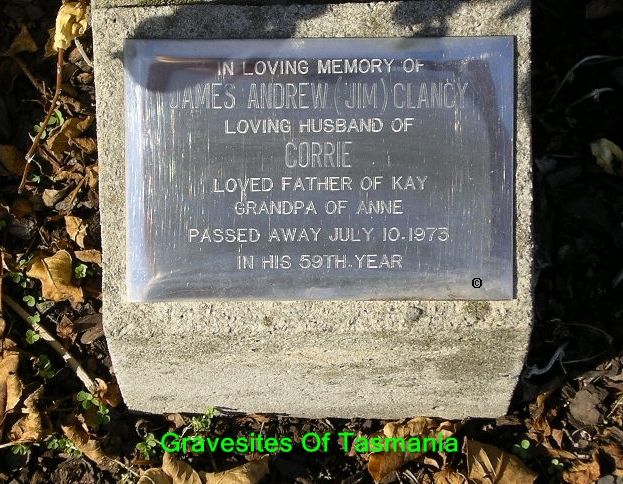 IN LOVING MEMORY OF
JAMES ANDREW (JIM) CLANCY
LOVING HUSBAND OF
CORRIE
LOVED FATHER OF KAY
GRANDPA OF ANNE
PASSED AWAY JULY 10-1973
IN HIS 59TH-YEAR
©
Gravesites Of Tasmania